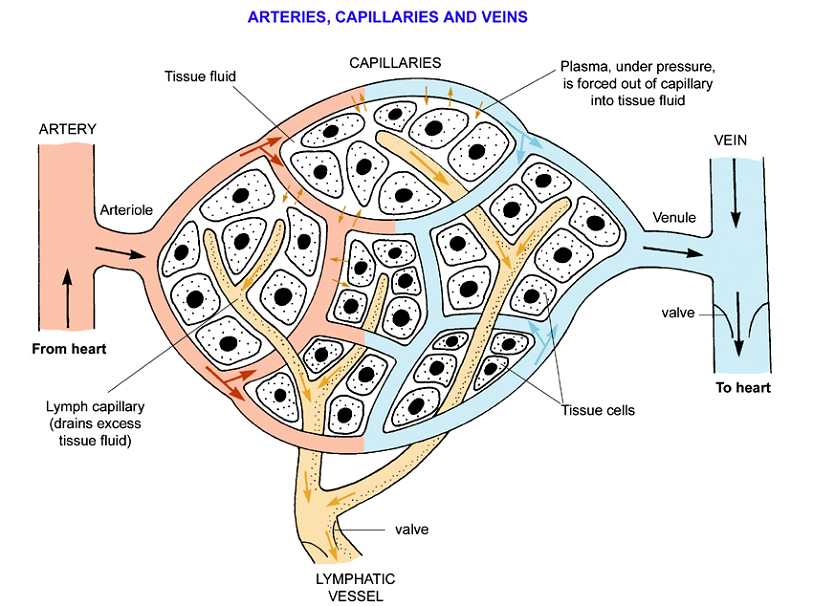 ARTERIES, CAPILLARIES AND VEINS
CAPILLARIES
Tissue fluid
Plasma, under pressure,
is forced out of capillary
into tissue fluid
ARTERY
VEIN
Arteriole
Venule
valve
From heart
To heart
Lymph capillary
(drains excess
tissue fluid)
Tissue cells
valve
LYMPHATIC
VESSEL